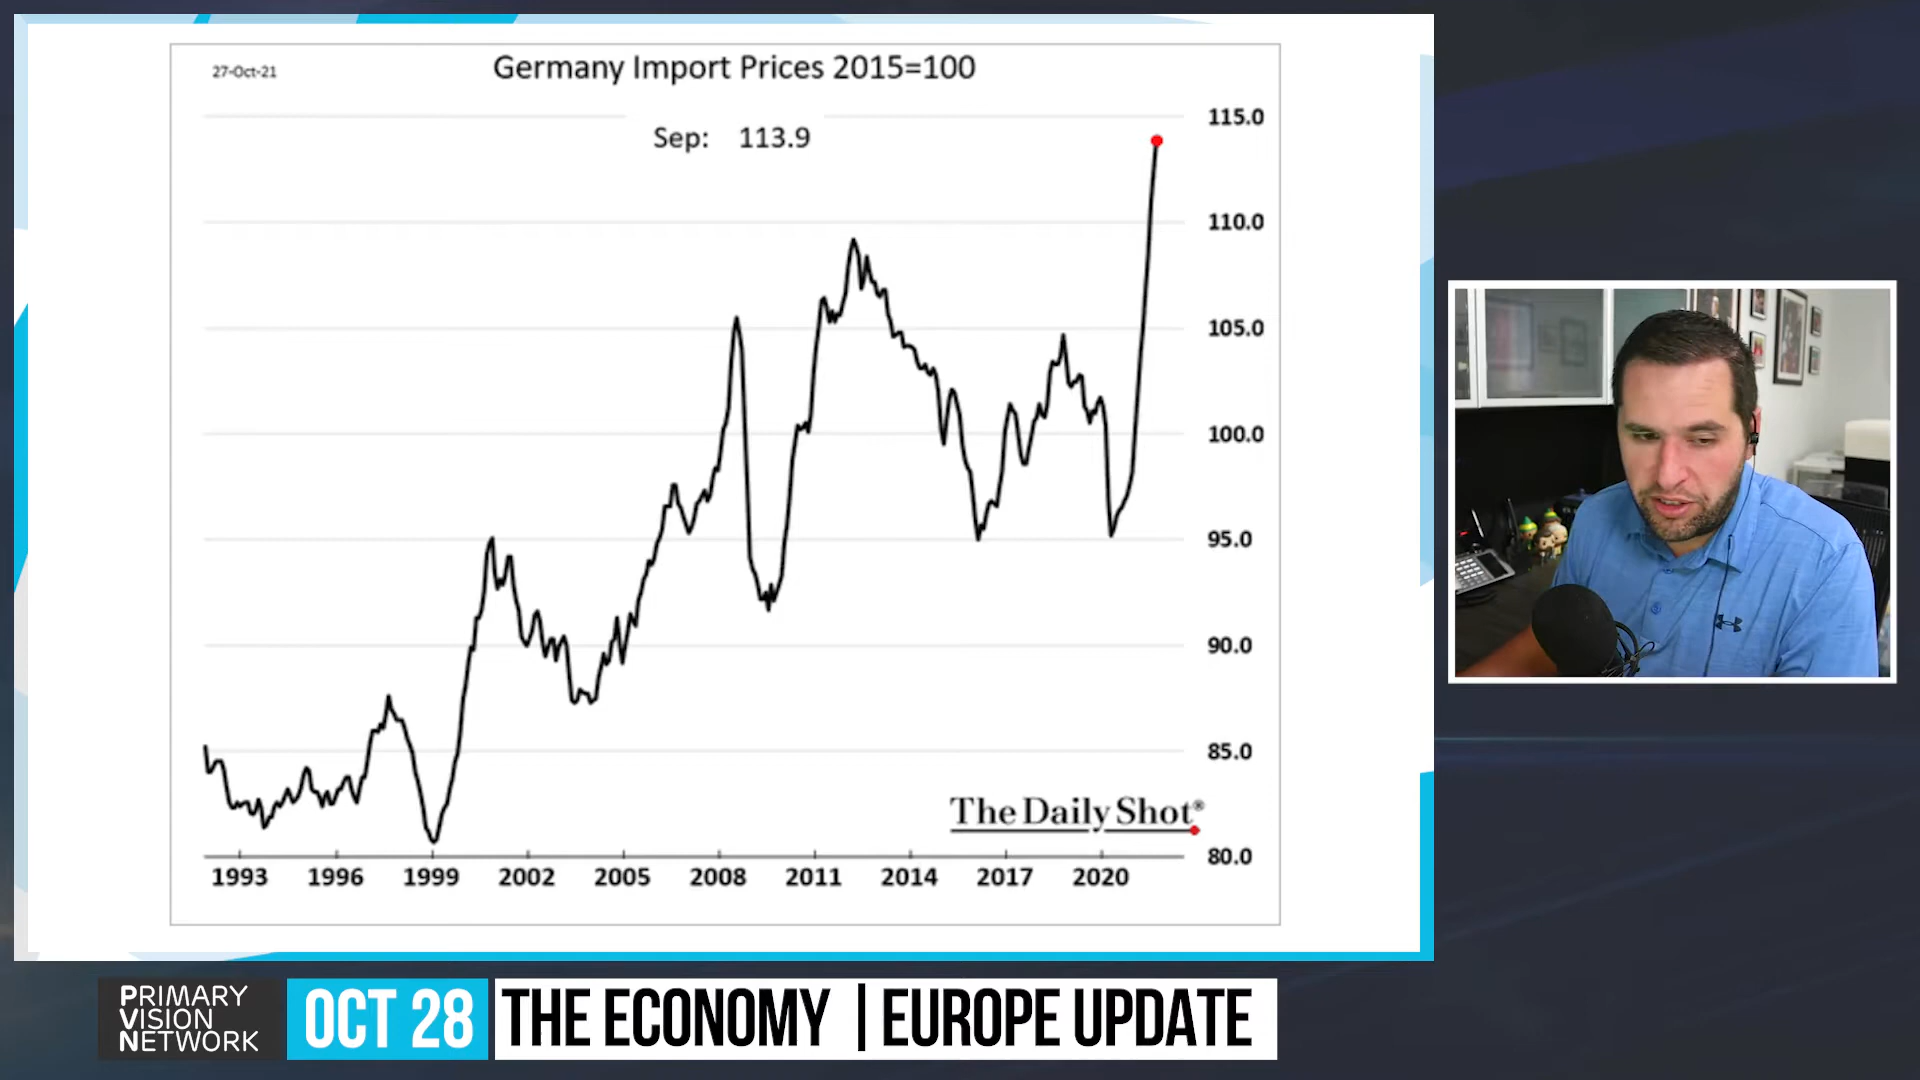 27-Oct-21
Germany Import Prices 2015=100
Sep: 113.9
115.0
110.0
105.0
100.0
95.0
90.0
85.0
80.0
The Daily Shot®
1993 1996 1999 2002 2005 2008 2011 2014 2017 2020
PRIMARY
VISION
NETWORK
OCT 28
THE ECONOMY | EUROPE UPDATE